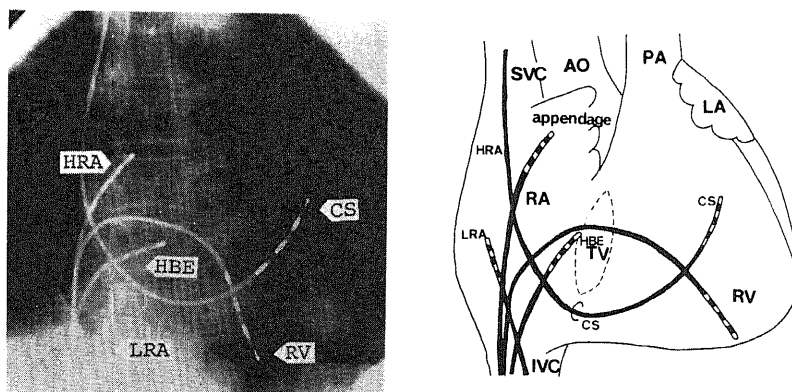 HRA
CS
HBE
LRA
RV
SVC
AO
PA
LA
appendage
HRA
RA
CS
LRA
HBE
TV
RV
CS
IVC